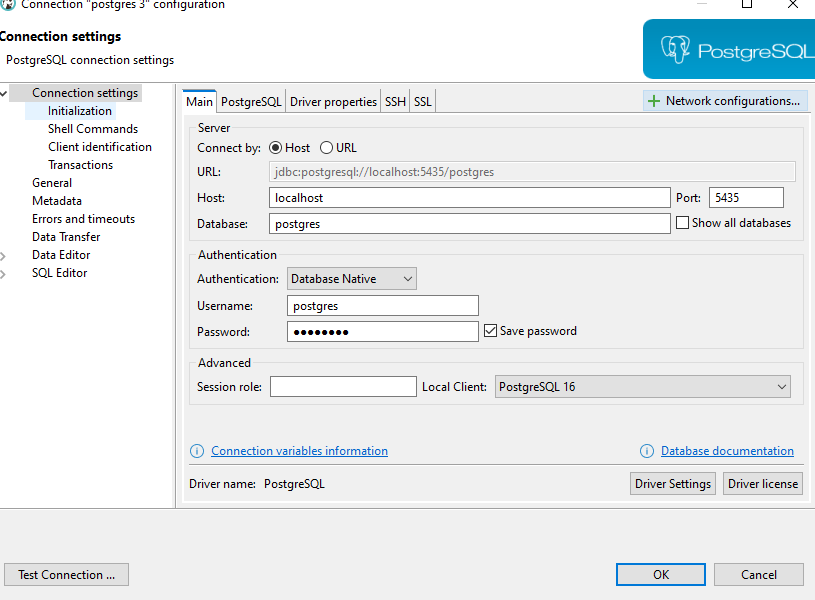 Connection "postgres 3" configuration
Connection settings
PostgreSQL connection settings
PostgreSQL
Connection settings
Initialization
Shell Commands
Client identification
Transactions
General
Metadata
Errors and timeouts
Data Transfer
Data Editor
SQL Editor
Main PostgreSQL Driver properties SSH SSL
Network configurations...
Server
Connect by: Host URL
URL: jdbc:postgresql://localhost:5435/postgres
Host: localhost Port: 5435
Database: postgres Show all databases
Authentication
Authentication: Database Native
Username: postgres
Password: ●●●●●●●● Save password
Advanced
Session role: Local Client: PostgreSQL 16
Connection variables information Database documentation
Driver name: PostgreSQL Driver Settings Driver license
Test Connection ... OK Cancel